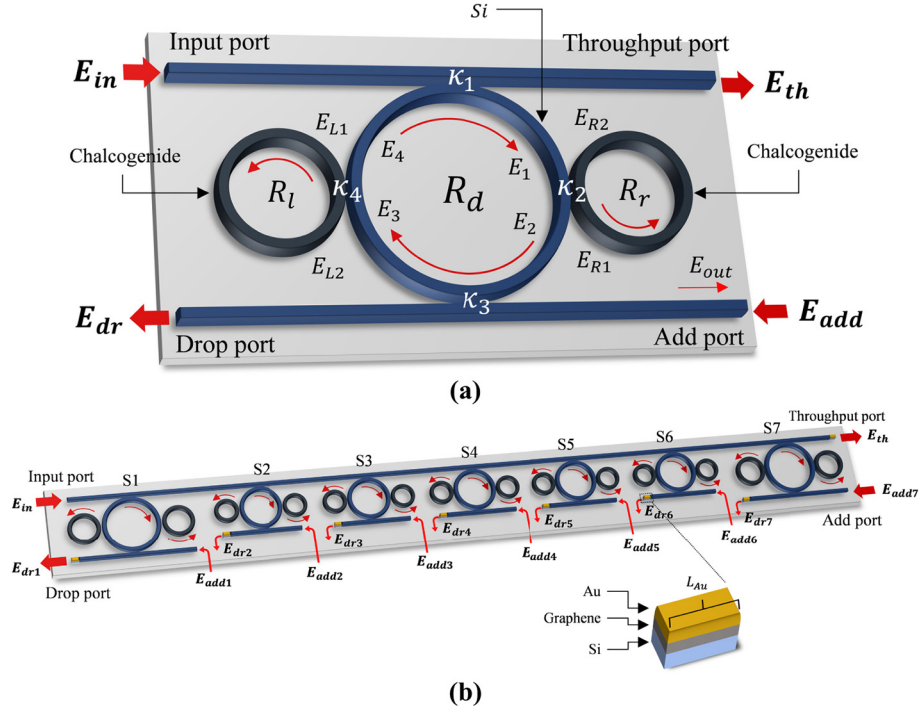 Si
Input port
Throughput port
E_in
κ_1
E_th
E_L1
E_R2
Chalcogenide
E_4
E_1
Chalcogenide
R_l
κ_4
R_d
κ_2
R_r
E_3
E_2
E_L2
E_R1
E_out
κ_3
E_dr
E_add
Drop port
Add port
(a)
Throughput port
S7
E_th
S6
S5
S4
S3
S2
S1
Input port
E_in
E_add7
Add port
E_dr1
E_dr2
E_dr3
E_dr4
E_dr5
E_dr6
E_dr7
Drop port
E_add1
E_add2
E_add3
E_add4
E_add5
E_add6
L_Au
Au
Graphene
Si
(b)